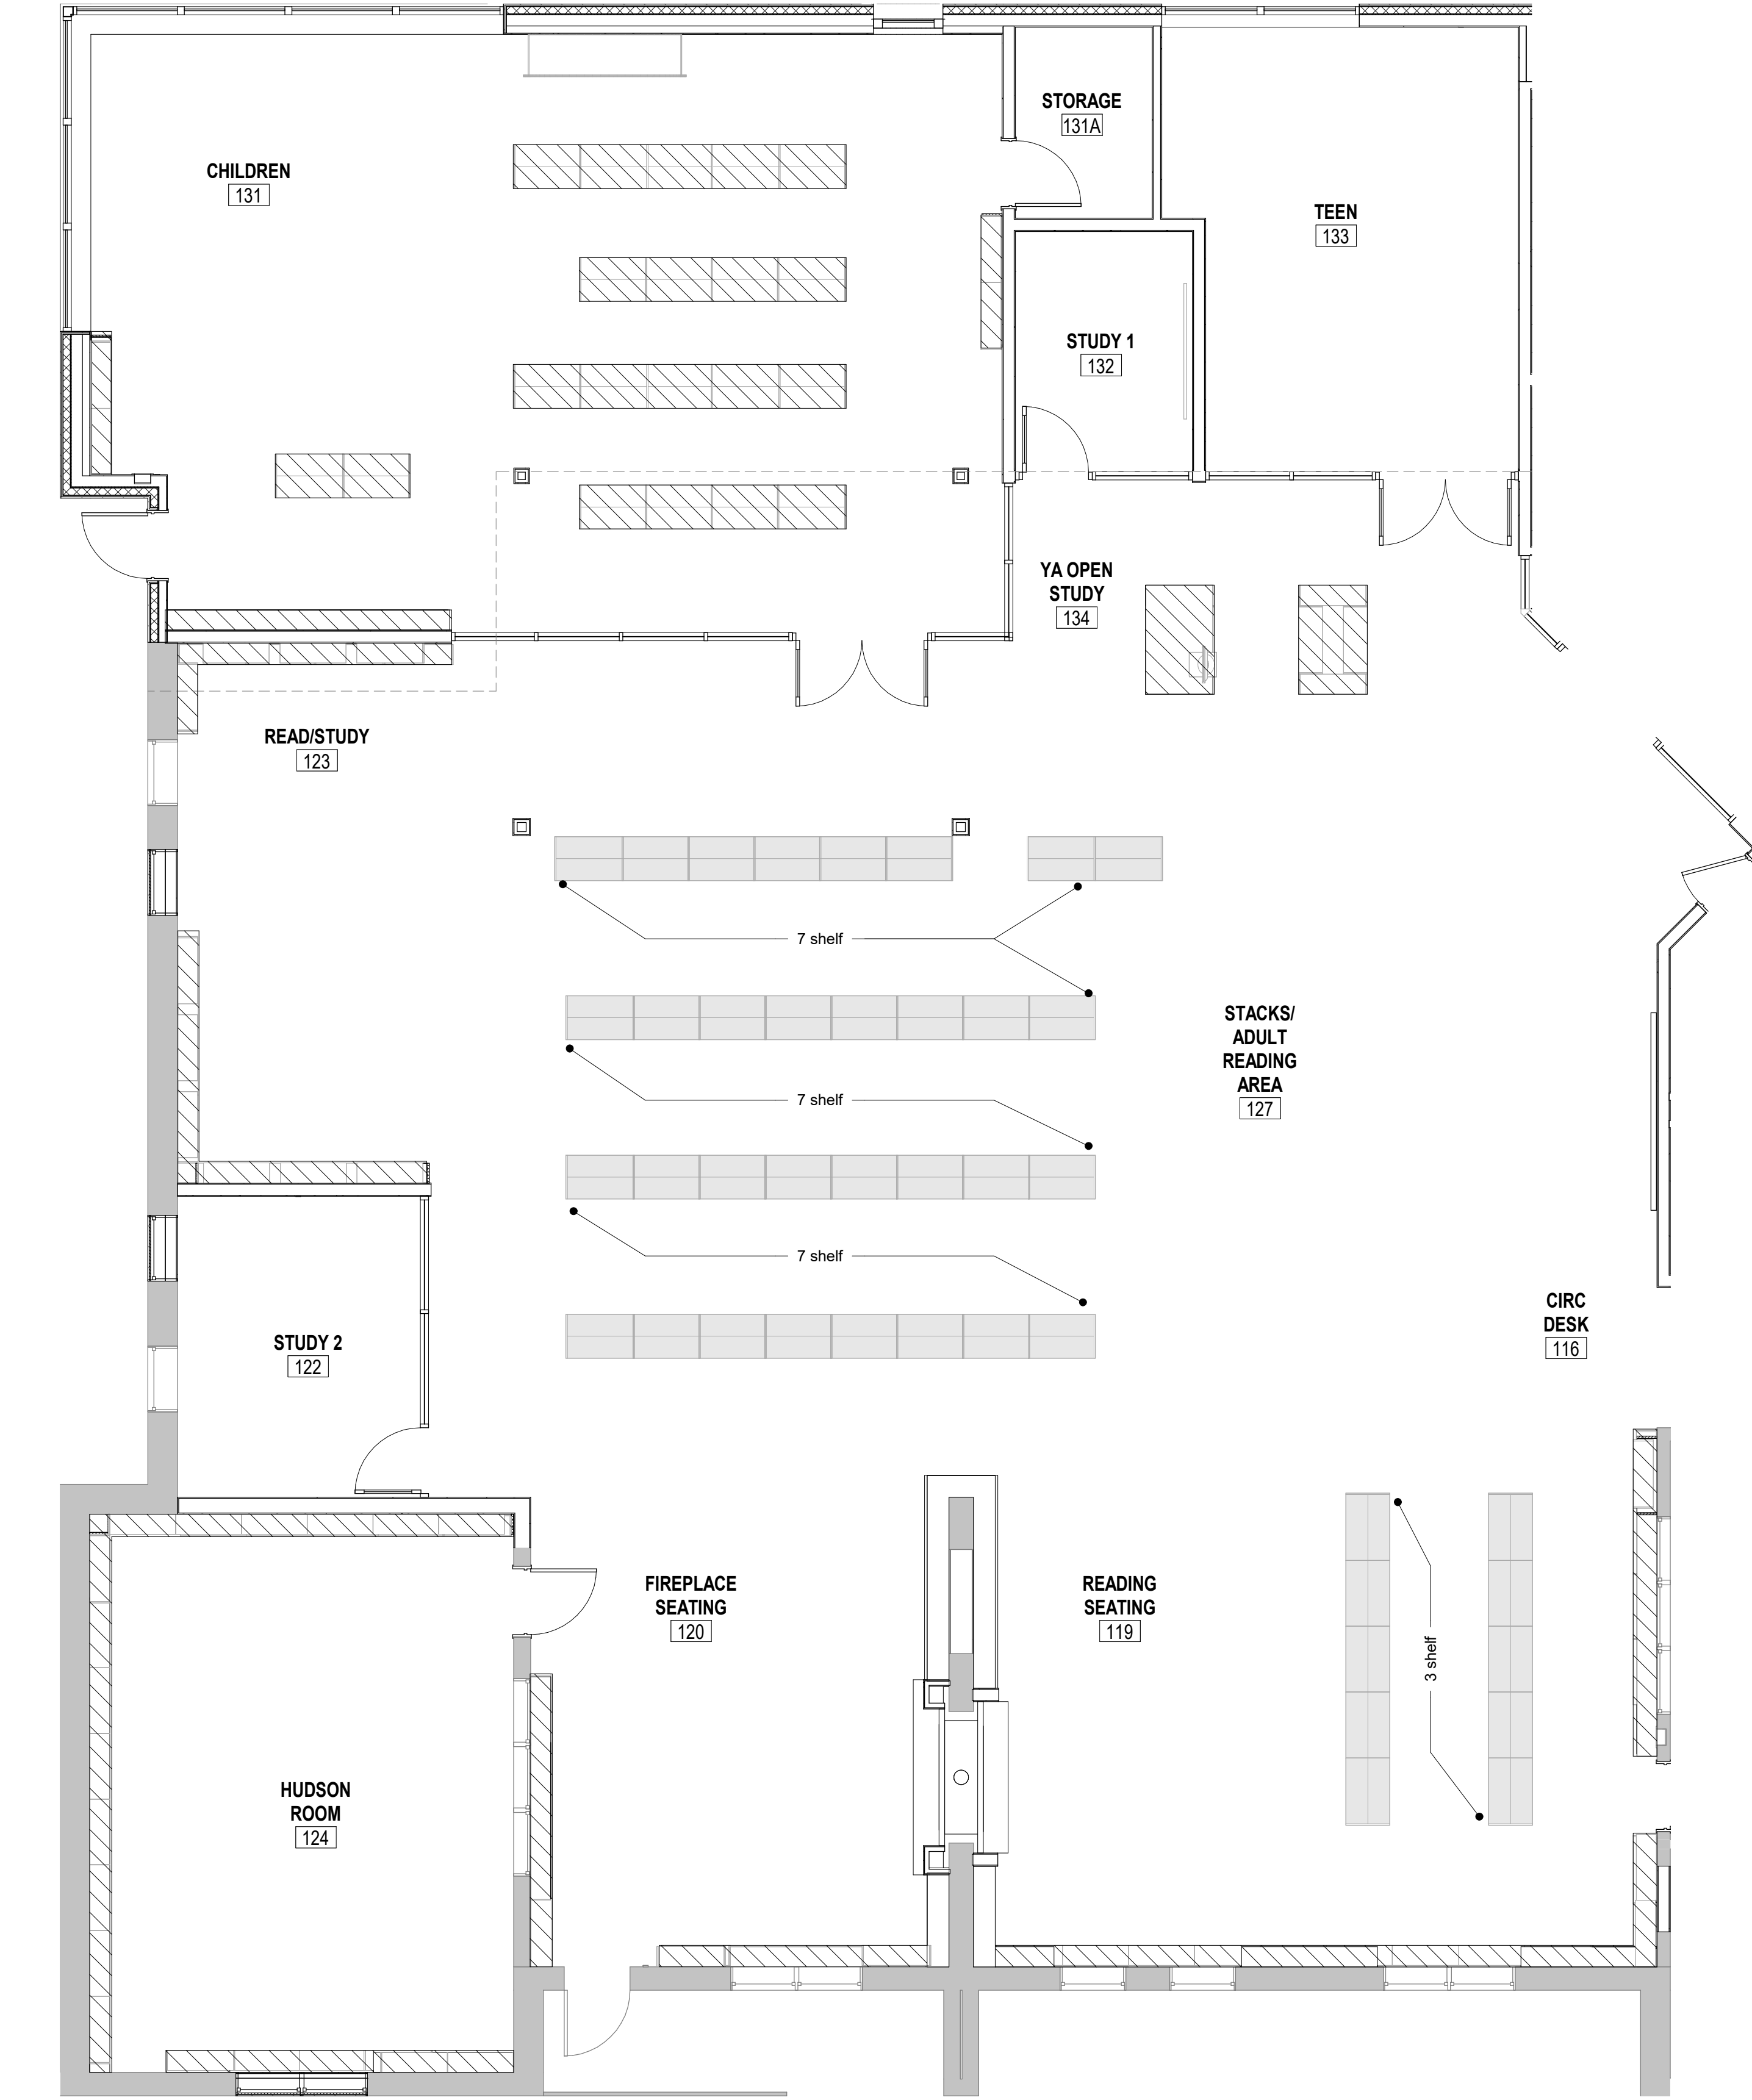 STORAGE
131A
CHILDREN
131
TEEN
133
STUDY 1
132
YA OPEN
STUDY
134
READ/STUDY
123
7 shelf
STACKS/
ADULT
READING
AREA
127
7 shelf
7 shelf
CIRC
DESK
116
STUDY 2
122
FIREPLACE
SEATING
120
READING
SEATING
119
3 shelf
HUDSON
ROOM
124